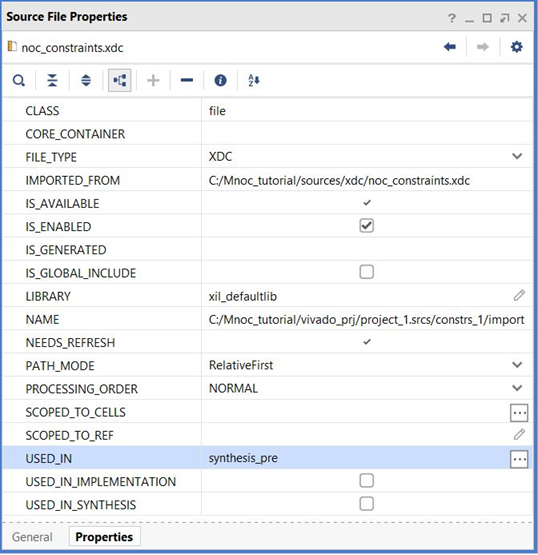 Source File Properties
noc_constraints.xdc
CLASS file
CORE_CONTAINER
FILE_TYPE XDC
IMPORTED_FROM C:/Mnoc_tutorial/sources/xdc/noc_constraints.xdc
IS_AVAILABLE
IS_ENABLED
IS_GENERATED
IS_GLOBAL_INCLUDE
LIBRARY xil_defaultlib
NAME C:/Mnoc_tutorial/vivado_prj/project_1.srcs/constrs_1/import
NEEDS_REFRESH
PATH_MODE RelativeFirst
PROCESSING_ORDER NORMAL
SCOPED_TO_CELLS
SCOPED_TO_REF
USED_IN synthesis_pre
USED_IN_IMPLEMENTATION
USED_IN_SYNTHESIS
General Properties